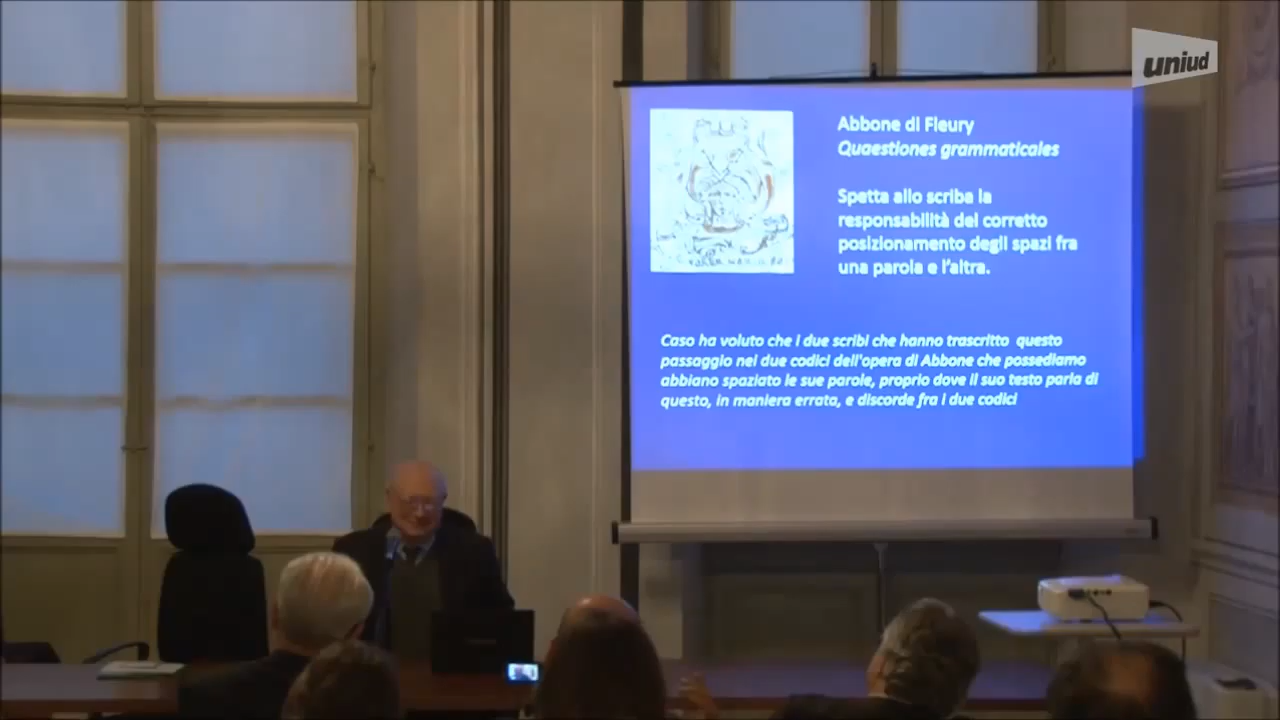 uniud
Abbone di Fleury
Quaestiones grammaticales
Spetta allo scriba la
responsabilità del corretto
posizionamento degli spazi fra
una parola e l'altra.
Caso ha voluto che i due scribi che hanno trascritto questo
passaggio nei due codici dell'opera di Abbone che possediamo
abbiano spaziato le sue parole, proprio dove il suo testo parla di
questo, in maniera errata, e discorde fra i due codici